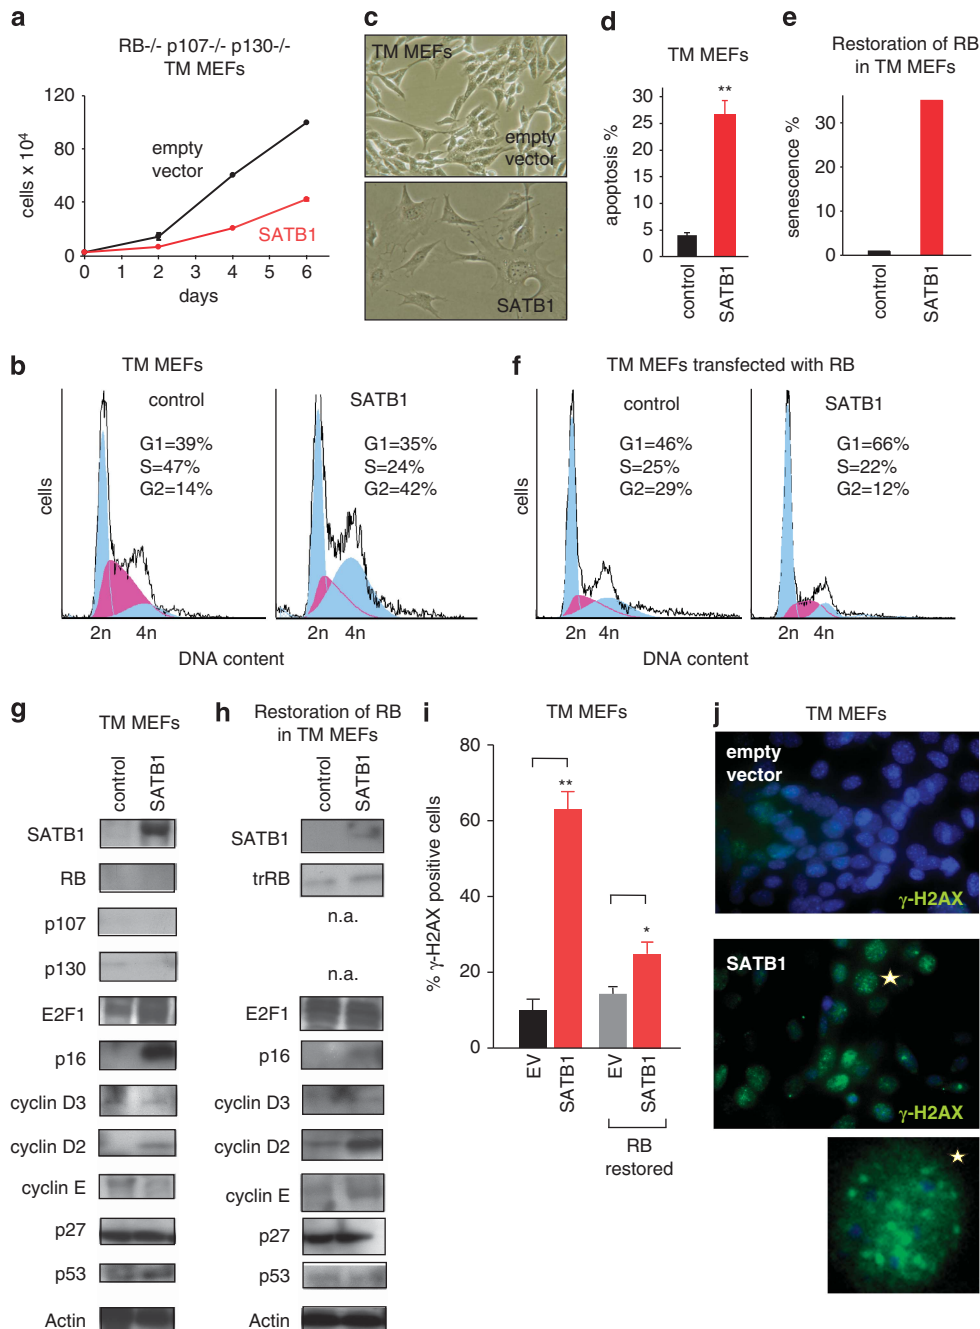 a
RB-/- p107-/- p130-/-
TM MEFs
cells x 10⁴
120
80
40
0
empty
vector
SATB1
0 1 2 3 4 5 6
days
c
TM MEFs
empty
vector
SATB1
d
TM MEFs
apoptosis %
30
25
20
15
10
5
0
**
control
SATB1
e
Restoration of RB
in TM MEFs
senescence %
30
20
10
0
control
SATB1
b
TM MEFs
control
G1=39%
S=47%
G2=14%
SATB1
G1=35%
S=24%
G2=42%
cells
2n 4n
2n 4n
DNA content
f
TM MEFs transfected with RB
control
G1=46%
S=25%
G2=29%
SATB1
G1=66%
S=22%
G2=12%
cells
2n 4n
2n 4n
DNA content
g
TM MEFs
control
SATB1
SATB1
RB
p107
p130
E2F1
p16
cyclin D3
cyclin D2
cyclin E
p27
p53
Actin
h
Restoration of RB
in TM MEFs
control
SATB1
SATB1
trRB
n.a.
n.a.
E2F1
p16
cyclin D3
cyclin D2
cyclin E
p27
p53
Actin
i
TM MEFs
% γ-H2AX positive cells
80
60
40
20
0
**
*
EV
SATB1
EV
SATB1
RB
restored
j
TM MEFs
empty
vector
γ-H2AX
SATB1
γ-H2AX